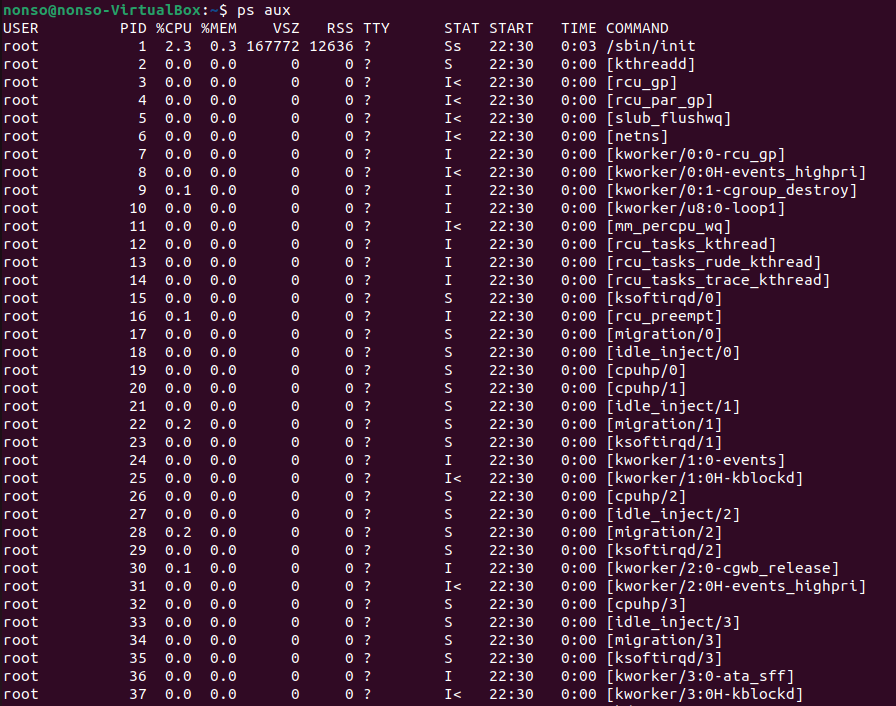 nonso@nonso-VirtualBox:~$ ps aux
USER PID %CPU %MEM VSZ RSS TTY STAT START TIME COMMAND
root 1 2.3 0.3 167772 12636 ? Ss 22:30 0:03 /sbin/init
root 2 0.0 0.0 0 0 ? S 22:30 0:00 [kthreadd]
root 3 0.0 0.0 0 0 ? I< 22:30 0:00 [rcu_gp]
root 4 0.0 0.0 0 0 ? I< 22:30 0:00 [rcu_par_gp]
root 5 0.0 0.0 0 0 ? I< 22:30 0:00 [slub_flushwq]
root 6 0.0 0.0 0 0 ? I< 22:30 0:00 [netns]
root 7 0.0 0.0 0 0 ? I 22:30 0:00 [kworker/0:0-rcu_gp]
root 8 0.0 0.0 0 0 ? I< 22:30 0:00 [kworker/0:0H-events_highpri]
root 9 0.1 0.0 0 0 ? I 22:30 0:00 [kworker/0:1-cgroup_destroy]
root 10 0.0 0.0 0 0 ? I 22:30 0:00 [kworker/u8:0-loop1]
root 11 0.0 0.0 0 0 ? I< 22:30 0:00 [mm_percpu_wq]
root 12 0.0 0.0 0 0 ? I 22:30 0:00 [rcu_tasks_kthread]
root 13 0.0 0.0 0 0 ? I 22:30 0:00 [rcu_tasks_rude_kthread]
root 14 0.0 0.0 0 0 ? I 22:30 0:00 [rcu_tasks_trace_kthread]
root 15 0.0 0.0 0 0 ? S 22:30 0:00 [ksoftirqd/0]
root 16 0.1 0.0 0 0 ? I 22:30 0:00 [rcu_preempt]
root 17 0.0 0.0 0 0 ? S 22:30 0:00 [migration/0]
root 18 0.0 0.0 0 0 ? S 22:30 0:00 [idle_inject/0]
root 19 0.0 0.0 0 0 ? S 22:30 0:00 [cpuhp/0]
root 20 0.0 0.0 0 0 ? S 22:30 0:00 [cpuhp/1]
root 21 0.0 0.0 0 0 ? S 22:30 0:00 [idle_inject/1]
root 22 0.2 0.0 0 0 ? S 22:30 0:00 [migration/1]
root 23 0.0 0.0 0 0 ? S 22:30 0:00 [ksoftirqd/1]
root 24 0.0 0.0 0 0 ? I 22:30 0:00 [kworker/1:0-events]
root 25 0.0 0.0 0 0 ? I< 22:30 0:00 [kworker/1:0H-kblockd]
root 26 0.0 0.0 0 0 ? S 22:30 0:00 [cpuhp/2]
root 27 0.0 0.0 0 0 ? S 22:30 0:00 [idle_inject/2]
root 28 0.2 0.0 0 0 ? S 22:30 0:00 [migration/2]
root 29 0.0 0.0 0 0 ? S 22:30 0:00 [ksoftirqd/2]
root 30 0.1 0.0 0 0 ? I 22:30 0:00 [kworker/2:0-cgwb_release]
root 31 0.0 0.0 0 0 ? I< 22:30 0:00 [kworker/2:0H-events_highpri]
root 32 0.0 0.0 0 0 ? S 22:30 0:00 [cpuhp/3]
root 33 0.0 0.0 0 0 ? S 22:30 0:00 [idle_inject/3]
root 34 0.0 0.0 0 0 ? S 22:30 0:00 [migration/3]
root 35 0.0 0.0 0 0 ? S 22:30 0:00 [ksoftirqd/3]
root 36 0.0 0.0 0 0 ? I 22:30 0:00 [kworker/3:0-ata_sff]
root 37 0.0 0.0 0 0 ? I< 22:30 0:00 [kworker/3:0H-kblockd]